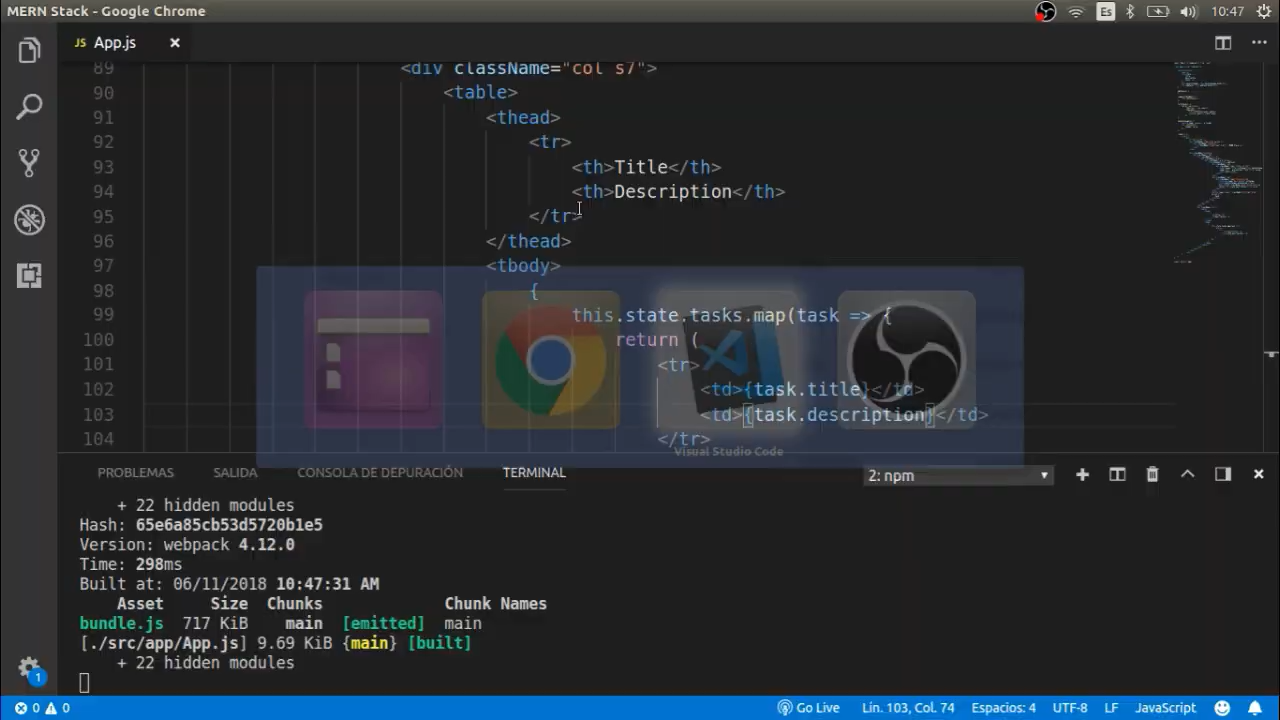 MERN Stack - Google Chrome
Es
10:47
JS App.js
89 <div className="col s7">
90 <table>
91 <thead>
92 <tr>
93 <th>Title</th>
94 <th>Description</th>
95 </tr>
96 </thead>
97 <tbody>
98 {
99 this.state.tasks.map(task => {
100 return (
101 <tr>
102 <td>{task.title}</td>
103 <td>{task.description}</td>
104 </tr>
Visual Studio Code
PROBLEMAS SALIDA CONSOLA DE DEPURACIÓN TERMINAL 2: npm
+ 22 hidden modules
Hash: 65e6a85cb53d5720b1e5
Version: webpack 4.12.0
Time: 298ms
Built at: 06/11/2018 10:47:31 AM
Asset Size Chunks Chunk Names
bundle.js 717 KiB main [emitted] main
[./src/app/App.js] 9.69 KiB {main} [built]
+ 22 hidden modules
1
0 0 Go Live Lín. 103, Col. 74 Espacios: 4 UTF-8 LF JavaScript